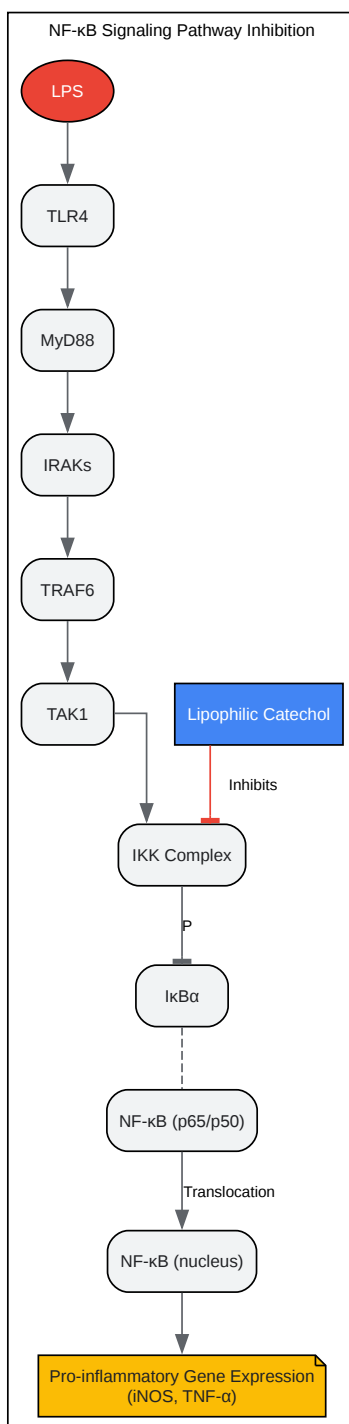 NF-κB Signaling Pathway Inhibition
LPS
TLR4
MyD88
IRAKs
TRAF6
TAK1
Lipophilic Catechol
Inhibits
IKK Complex
P
IκBα
NF-κB (p65/p50)
Translocation
NF-κB (nucleus)
Pro-inflammatory Gene Expression
(iNOS, TNF-α)